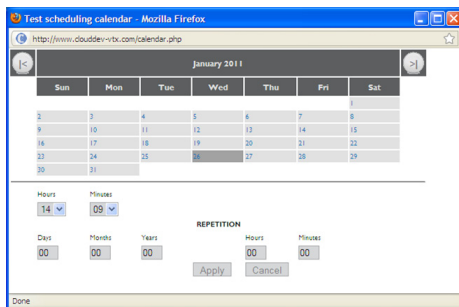 Test scheduling calendar - Mozilla Firefox
http://www.clouddev-vtx.com/calendar.php
|< January 2011 >|
Sun Mon Tue Wed Thu Fri Sat
1
2 3 4 5 6 7 8
9 10 11 12 13 14 15
16 17 18 19 20 21 22
23 24 25 26 27 28 29
30 31
Hours Minutes
14 09
REPETITION
Days Months Years Hours Minutes
00 00 00 00 00
Apply Cancel
Done